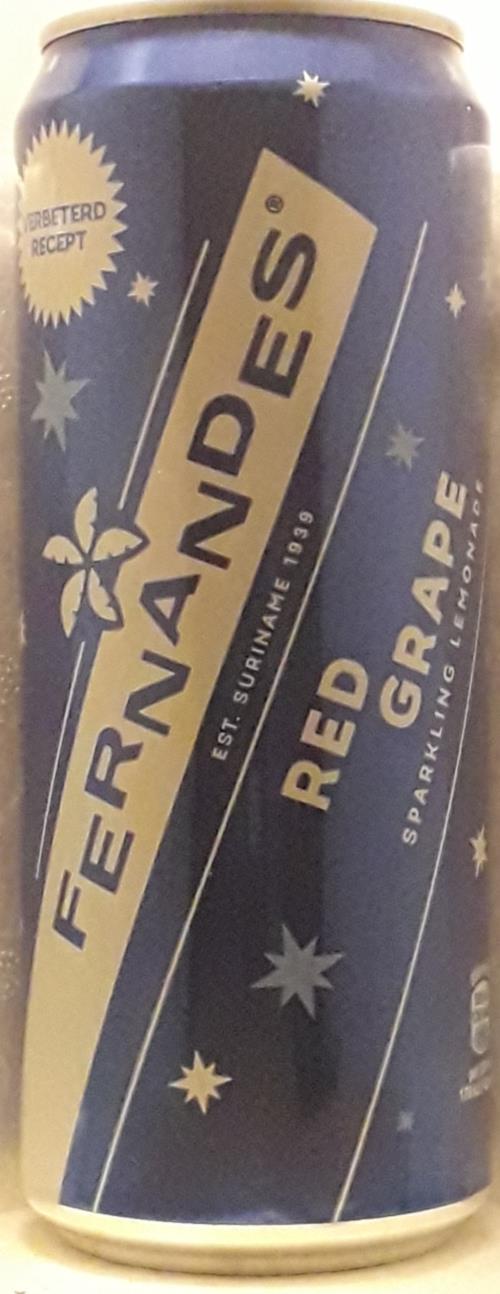 VERBETERD
RECEPT
FERNANDES®
EST. SURINAME 1939
RED
GRAPE
SPARKLING LEMONADE